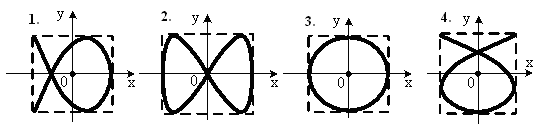 1. y 0 x
2. y 0 x
3. y 0 x
4. y 0 x